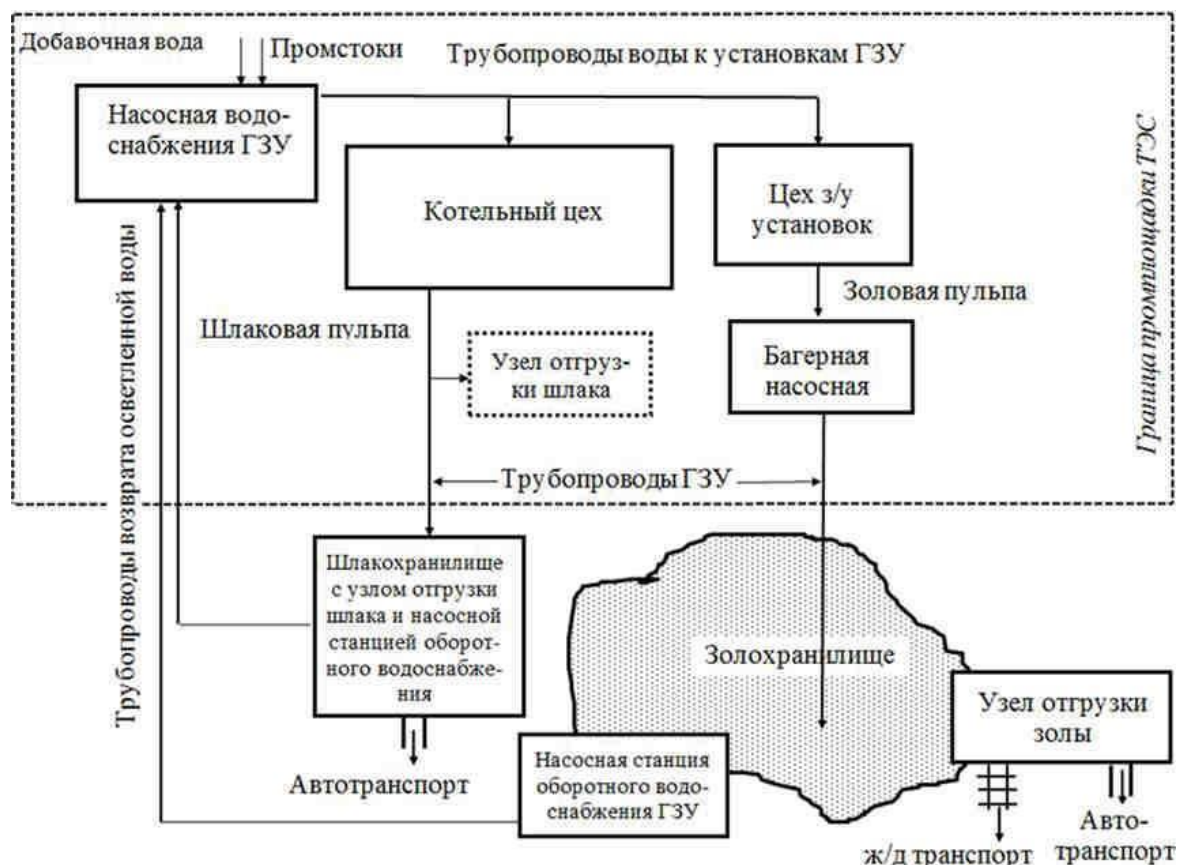 Добавочная вода
Промстоки
Трубопроводы воды к установкам ГЗУ
Насосная водо-
снабжения ГЗУ
Котельный цех
Цех з/у
установок
Граница промплощадки ТЭС
Золовая пульпа
Шлаковая пульпа
Узел отгруз-
ки шлака
Багерная
насосная
Трубопроводы возврата осветленной воды
Трубопроводы ГЗУ
Шлакохранилище
с узлом отгрузки
шлака и насосной
станцией оборот-
ного водоснабже-
ния
Золохранилище
Узел отгрузки
золы
Автотранспорт
Насосная станция
оборотного водо-
снабжения ГЗУ
ж/д транспорт
Авто-
транспорт